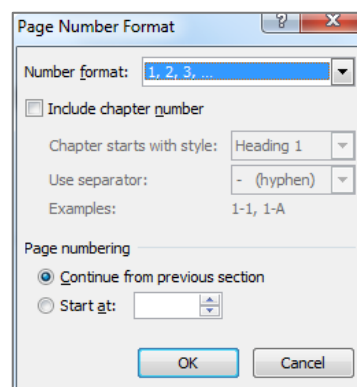 Page Number Format
Number format: 1, 2, 3, ...
Include chapter number
Chapter starts with style: Heading 1
Use separator: - (hyphen)
Examples: 1-1, 1-A
Page numbering
Continue from previous section
Start at:
OK Cancel